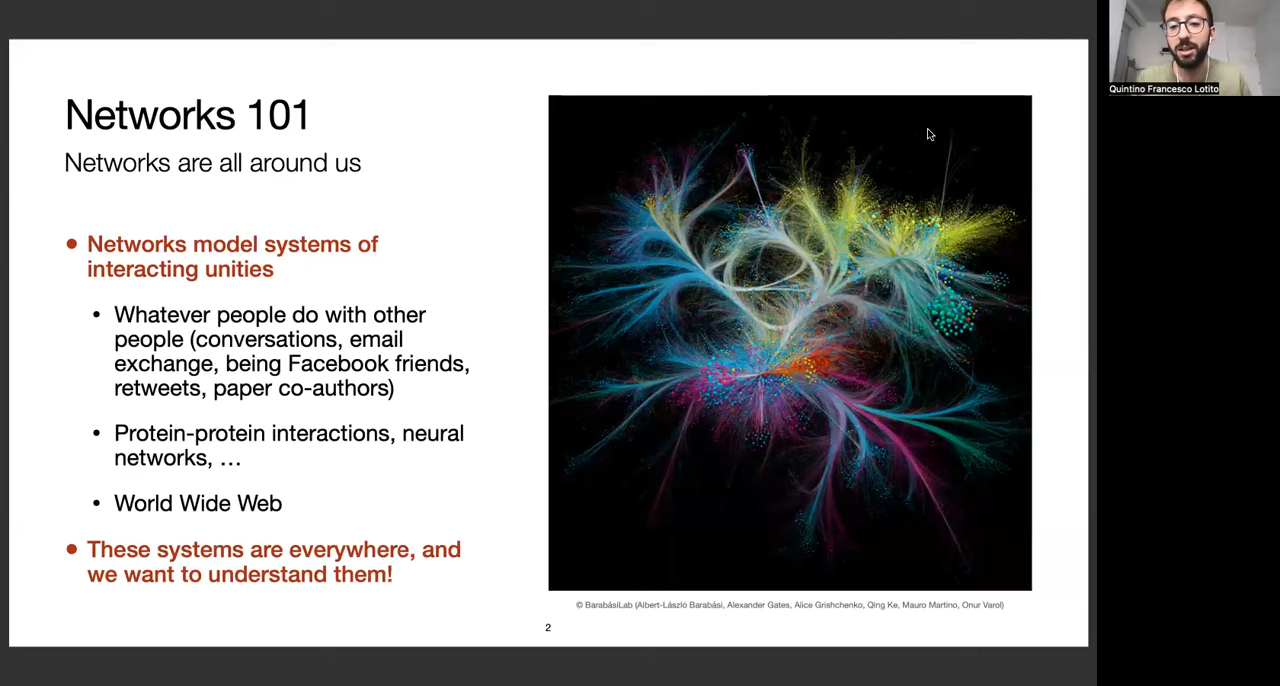 Networks 101
Networks are all around us
• Networks model systems of
interacting unities
• Whatever people do with other
people (conversations, email
exchange, being Facebook friends,
retweets, paper co-authors)
• Protein-protein interactions, neural
networks, …
• World Wide Web
• These systems are everywhere, and
we want to understand them!
© BarabásiLab (Albert-László Barabási, Alexander Gates, Alice Grishchenko, Qing Ke, Mauro Martino, Onur Varol)
2
Quintino Francesco Lotito